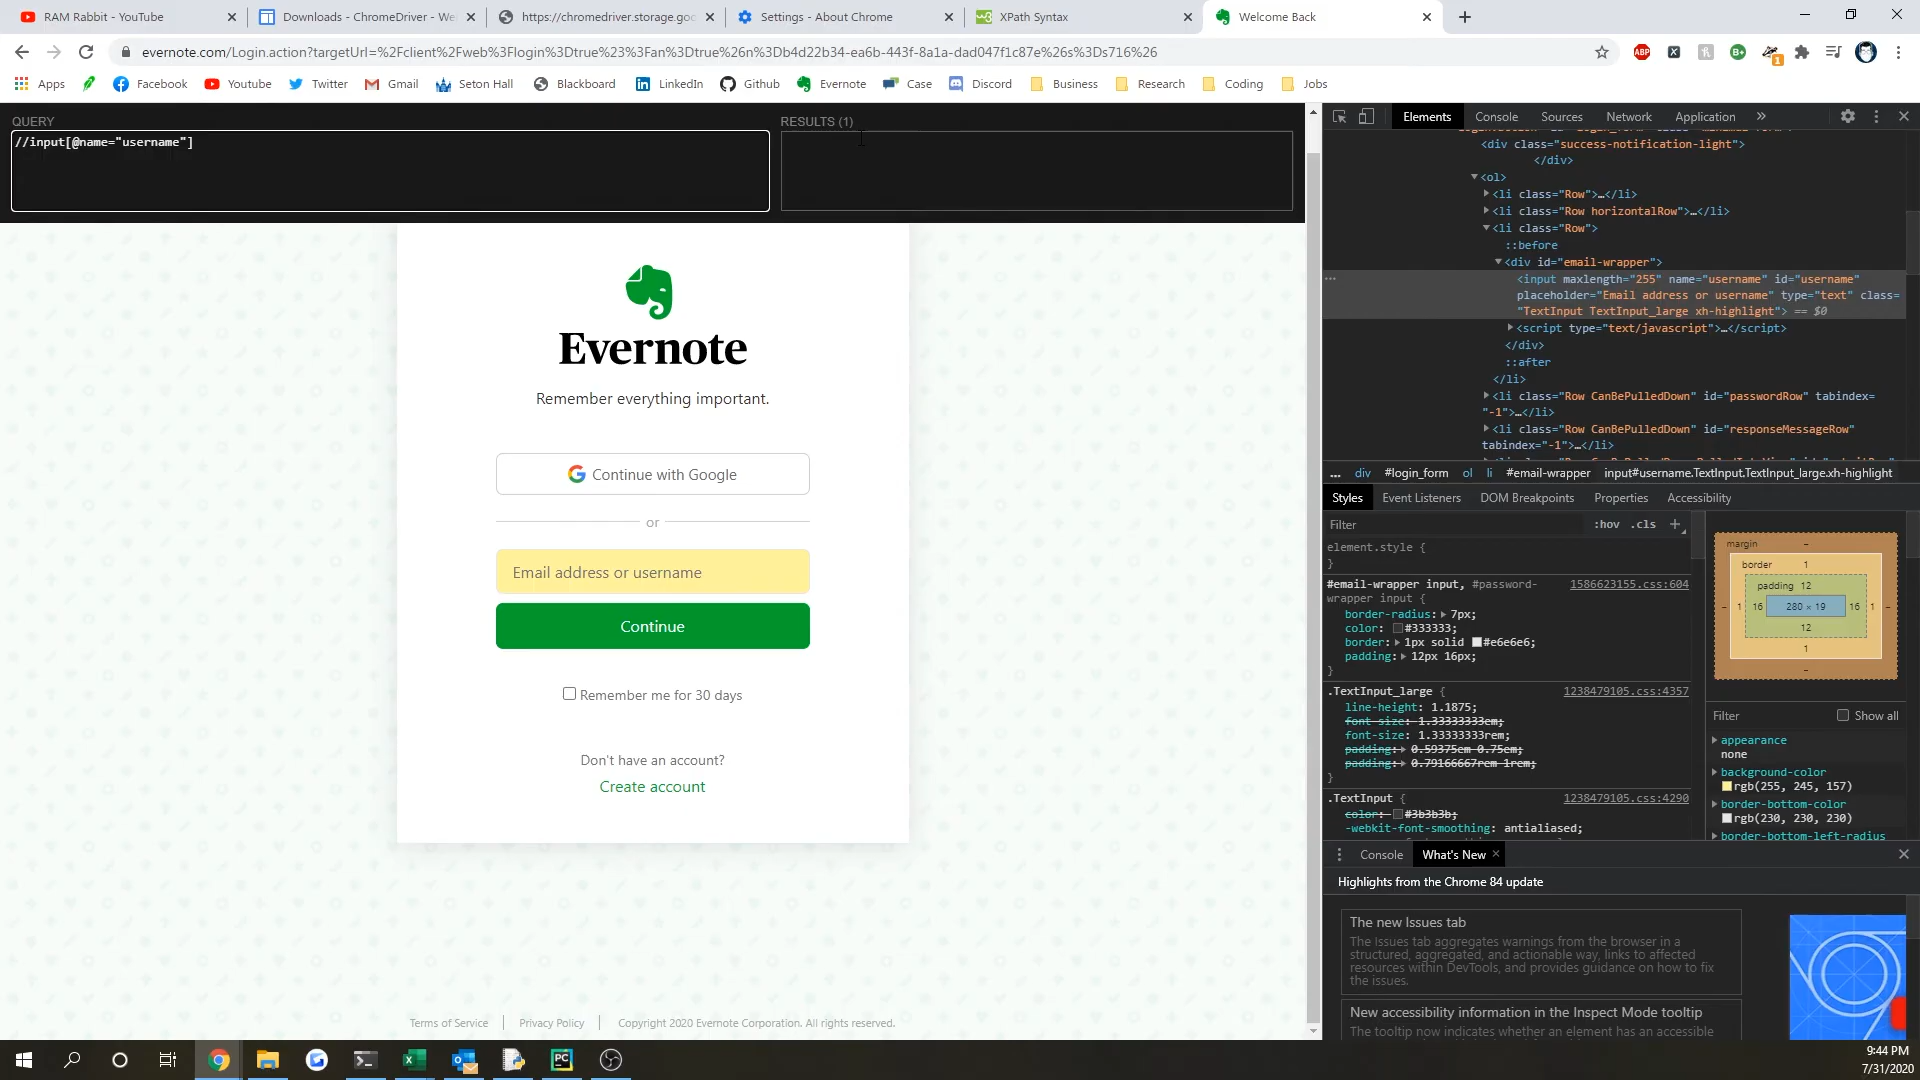 RAM Rabbit - YouTube
Downloads - ChromeDriver - We
https://chromedriver.storage.goo
Settings - About Chrome
XPath Syntax
Welcome Back
evernote.com/Login.action?targetUrl=%2Fclient%2Fweb%3Flogin%3Dtrue%23%3Fan%3Dtrue%26n%3Db4d22b34-ea6b-443f-8a1a-dad047f1c87e%26s%3Ds716%26
Apps
Facebook
Youtube
Twitter
Gmail
Seton Hall
Blackboard
LinkedIn
Github
Evernote
Case
Discord
Business
Research
Coding
Jobs
QUERY
//input[@name="username"]
RESULTS (1)
Evernote
Remember everything important.
Continue with Google
or
Email address or username
Continue
Remember me for 30 days
Don't have an account?
Create account
Terms of Service
Privacy Policy
Copyright 2020 Evernote Corporation. All rights reserved.
Elements
Console
Sources
Network
Application
»
<div class="success-notification-light">
</div>
<ol>
<li class="Row">…</li>
<li class="Row horizontalRow">…</li>
<li class="Row">
::before
<div id="email-wrapper">
<input maxlength="255" name="username" id="username"
placeholder="Email address or username" type="text" class=
"TextInput TextInput_large xh-highlight"> == $0
<script type="text/javascript">…</script>
</div>
::after
</li>
<li class="Row CanBePulledDown" id="passwordRow" tabindex=
"-1">…</li>
<li class="Row CanBePulledDown" id="responseMessageRow"
tabindex="-1">…</li>
... div #login_form ol li #email-wrapper input#username.TextInput.TextInput_large.xh-highlight
Styles
Event Listeners
DOM Breakpoints
Properties
Accessibility
Filter
:hov .cls +
element.style {
}
#email-wrapper input, #password-
wrapper input {
1586623155.css:604
border-radius: 7px;
color: #333333;
border: 1px solid #e6e6e6;
padding: 12px 16px;
}
.TextInput_large {
1238479105.css:4357
line-height: 1.1875;
font-size: 1.33333333em;
font-size: 1.33333333rem;
padding: 0.59375em 0.75em;
padding: 0.79166667rem 1rem;
}
.TextInput {
1238479105.css:4290
color: #3b3b3b;
-webkit-font-smoothing: antialiased;
margin
–
border
1
padding 12
– 1 16 280 × 19 16 1 –
12
1
–
Filter
Show all
appearance
none
background-color
rgb(255, 245, 157)
border-bottom-color
rgb(230, 230, 230)
border-bottom-left-radius
Console
What's New
Highlights from the Chrome 84 update
The new Issues tab
The Issues tab aggregates warnings from the browser in a
structured, aggregated, and actionable way, links to affected
resources within DevTools, and provides guidance on how to fix
the issues.
New accessibility information in the Inspect Mode tooltip
The tooltip now indicates whether an element has an accessible
9:44 PM
7/31/2020